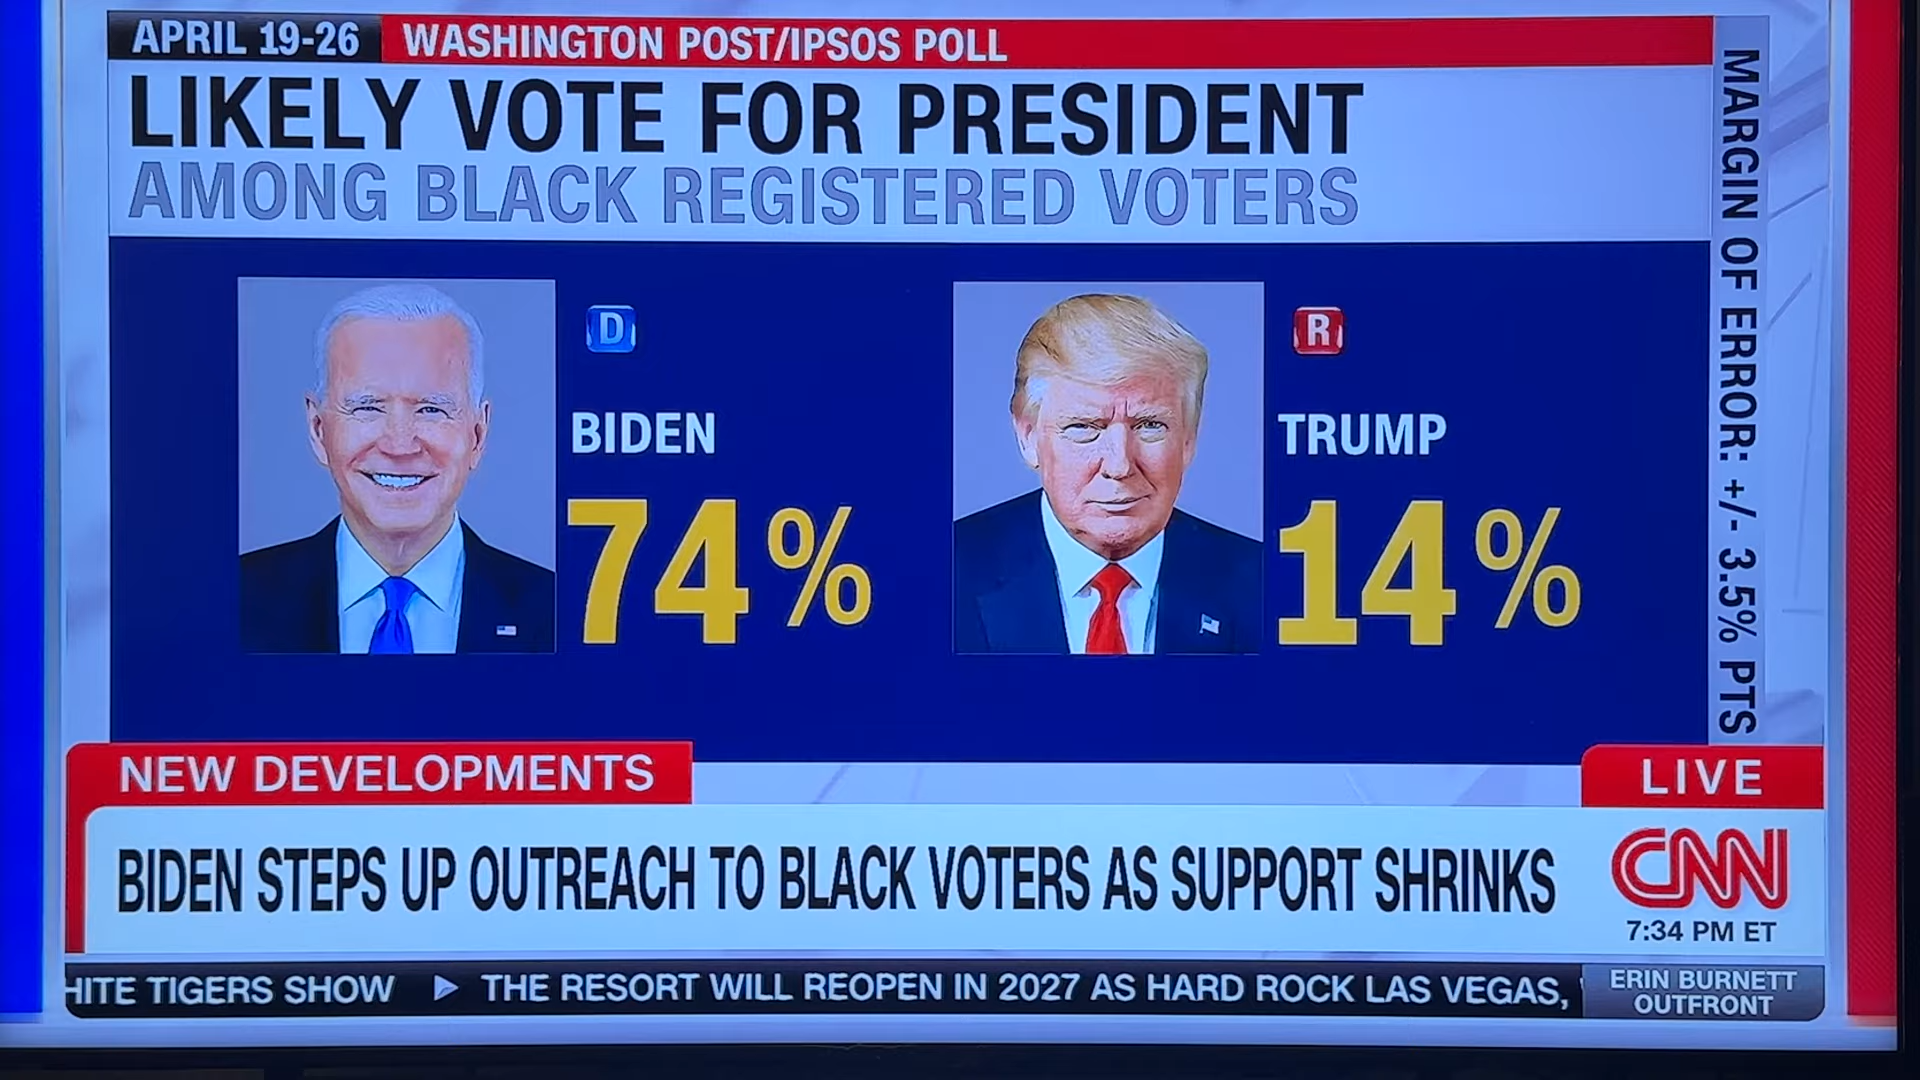 APRIL 19-26 WASHINGTON POST/IPSOS POLL
LIKELY VOTE FOR PRESIDENT
AMONG BLACK REGISTERED VOTERS
D
BIDEN
74%
R
TRUMP
14%
MARGIN OF ERROR: +/- 3.5% PTS
NEW DEVELOPMENTS
LIVE
BIDEN STEPS UP OUTREACH TO BLACK VOTERS AS SUPPORT SHRINKS
CNN
7:34 PM ET
HITE TIGERS SHOW ▶ THE RESORT WILL REOPEN IN 2027 AS HARD ROCK LAS VEGAS,
ERIN BURNETT
OUTFRONT